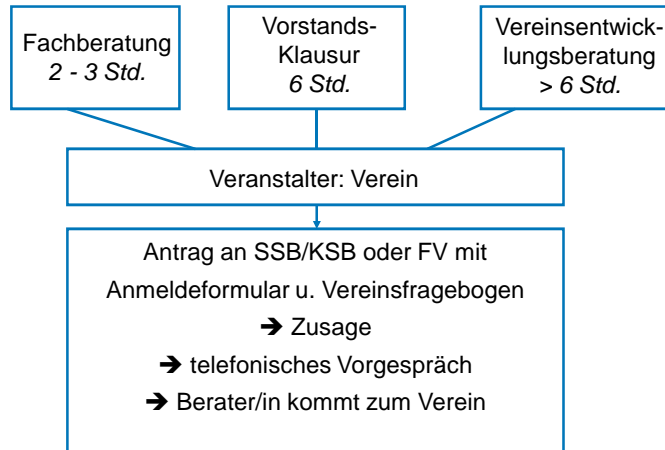 Fachberatung
2 - 3 Std.
Vorstands-
Klausur
6 Std.
Vereinsentwick-
lungsberatung
> 6 Std.
Veranstalter: Verein
Antrag an SSB/KSB oder FV mit
Anmeldeformular u. Vereinsfragebogen
➔ Zusage
➔ telefonisches Vorgespräch
➔ Berater/in kommt zum Verein